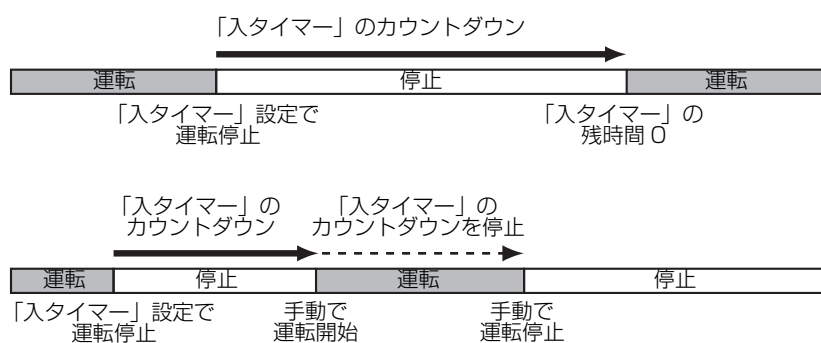 「入タイマー」のカウントダウン
運転
停止
運転
「入タイマー」設定で
運転停止
「入タイマー」の
残時間0
「入タイマー」の
カウントダウン
「入タイマー」の
カウントダウンを停止
運転
停止
運転
停止
「入タイマー」設定で
運転停止
手動で
運転開始
手動で
運転停止